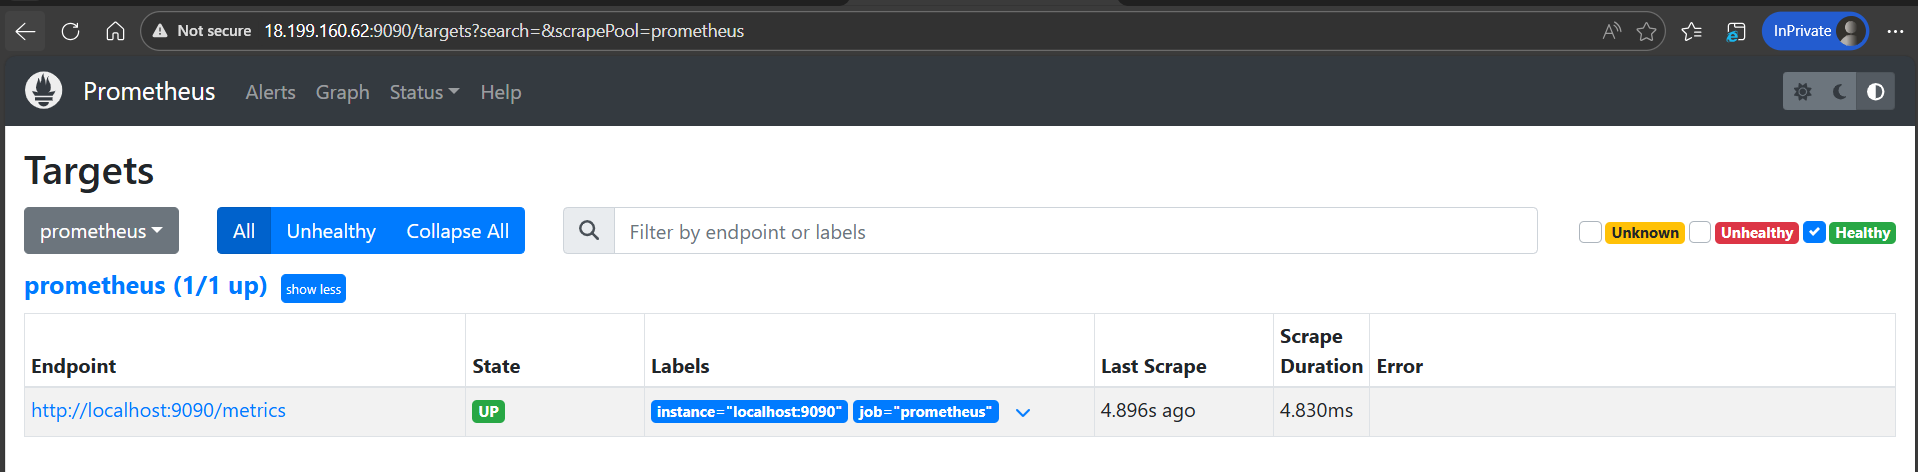 Not secure 18.199.160.62:9090/targets?search=&scrapePool=prometheus InPrivate
Prometheus Alerts Graph Status Help
Targets
prometheus All Unhealthy Collapse All Filter by endpoint or labels Unknown Unhealthy Healthy
prometheus (1/1 up) show less
Endpoint State Labels Last Scrape Scrape Duration Error
http://localhost:9090/metrics UP instance="localhost:9090" job="prometheus" 4.896s ago 4.830ms